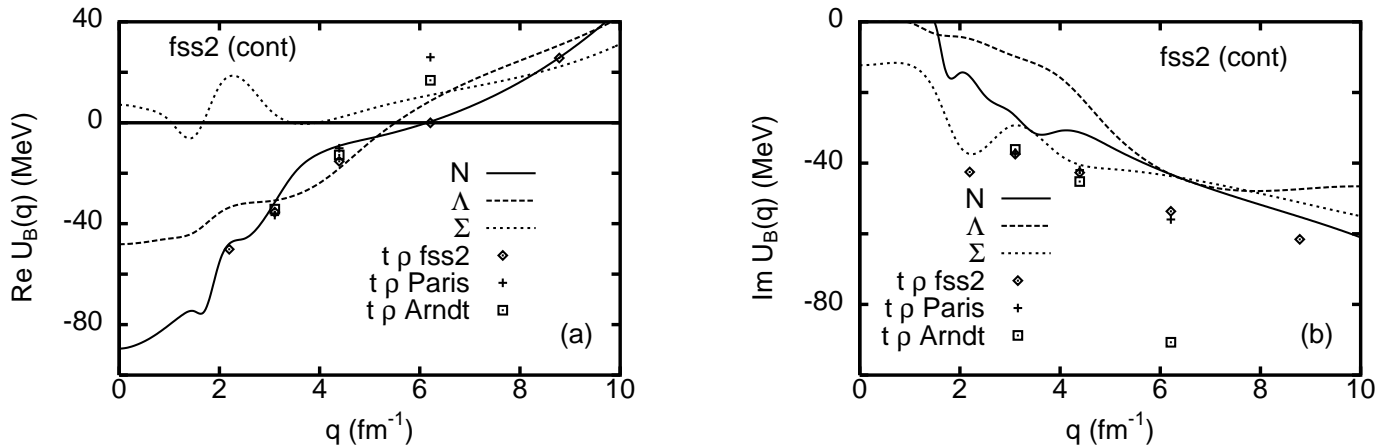 40
fss2 (cont)
0
-40
-80
Re U_B(q) (MeV)
N
Λ
Σ
t ρ fss2
t ρ Paris
t ρ Arndt
(a)
0 2 4 6 8 10
q (fm⁻¹)
0
fss2 (cont)
-40
-80
Im U_B(q) (MeV)
N
Λ
Σ
t ρ fss2
t ρ Paris
t ρ Arndt
(b)
0 2 4 6 8 10
q (fm⁻¹)